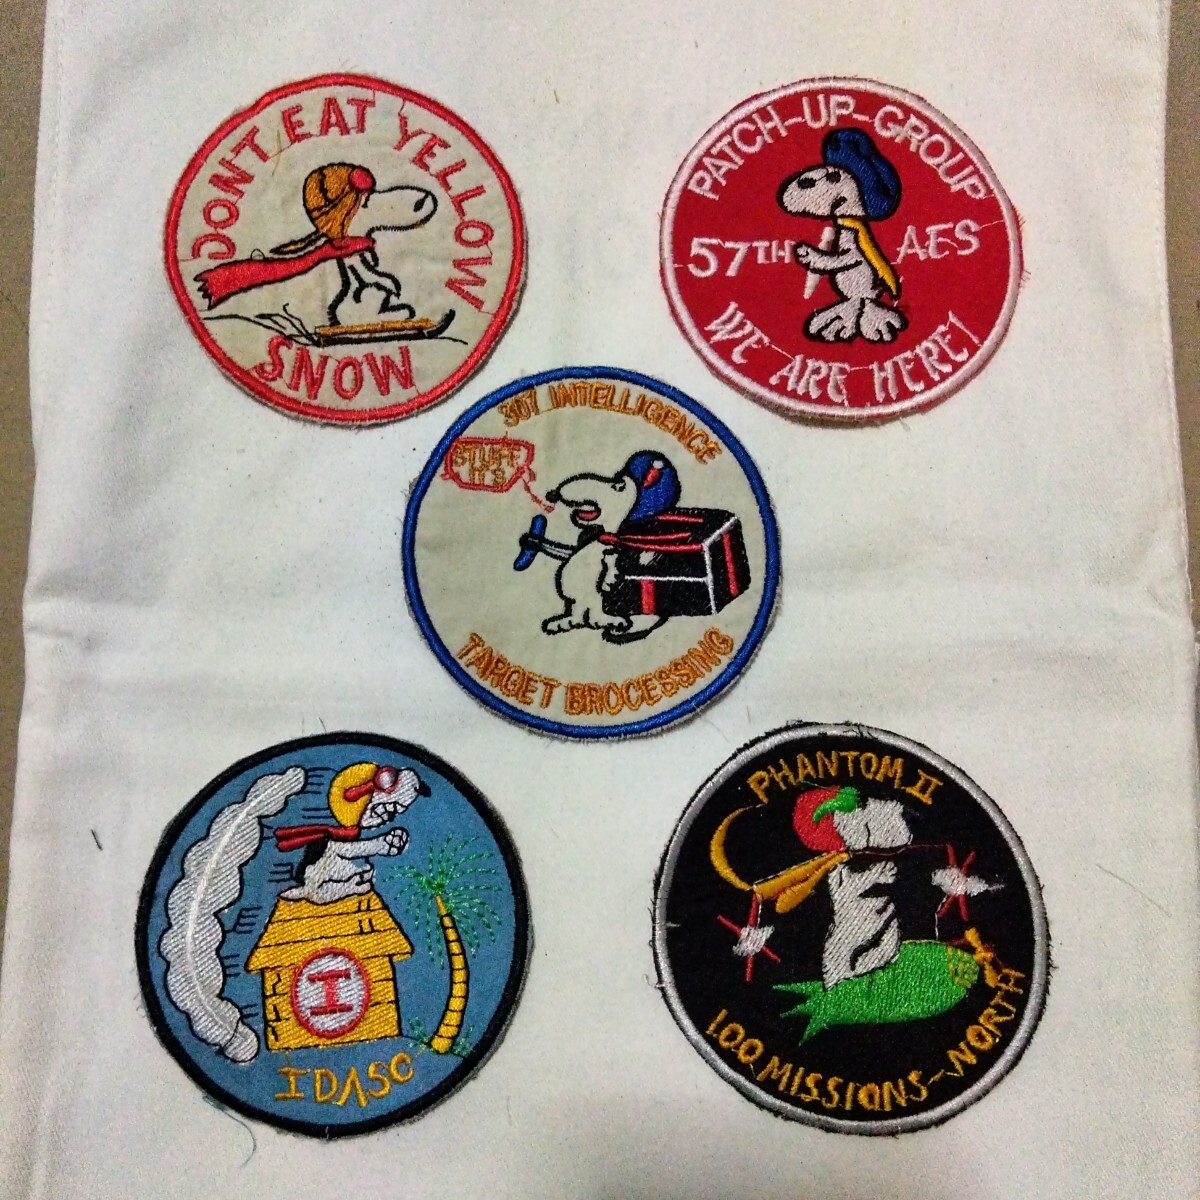 DONT EAT YELLOW
SNOW
PATCH-UP-GROUP
57TH AES
WE ARE HERE!
307 INTELLIGENCE
STUFF
IT'S
TARGET BROCESSING
I
IDASC
PHANTOM II
100 MISSIONS-NORTH